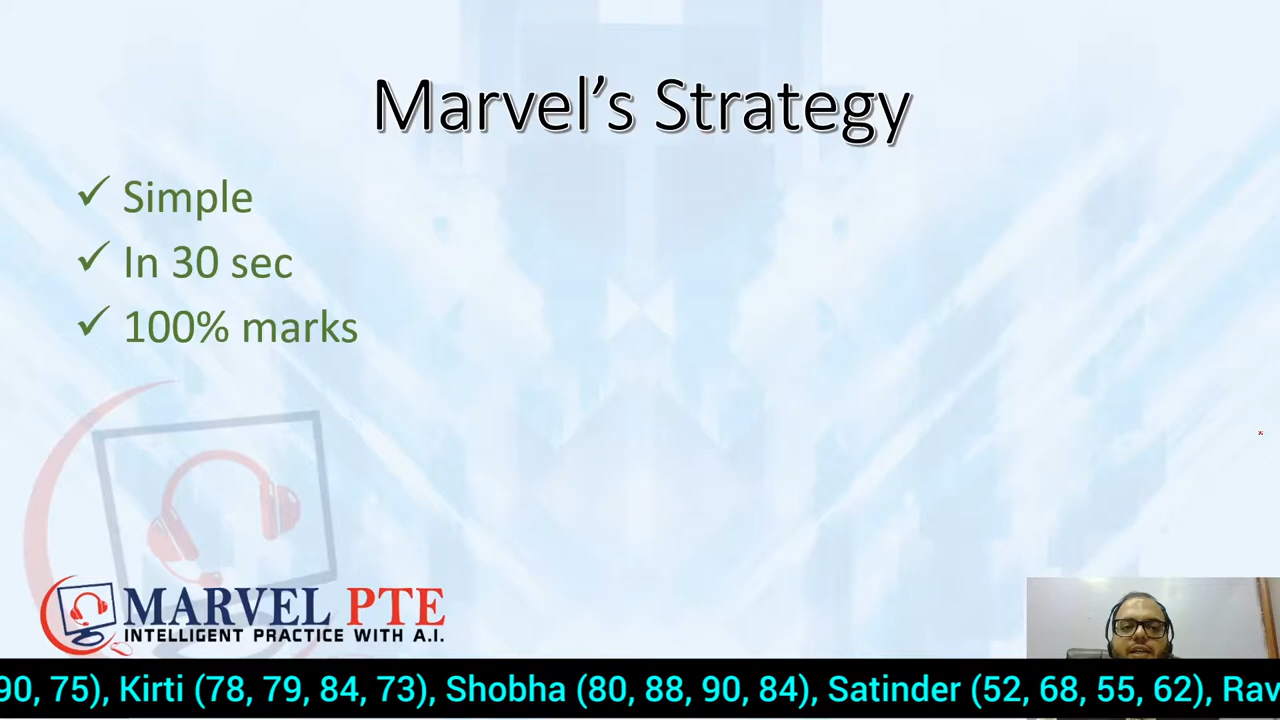 Marvel's Strategy
✓ Simple
✓ In 30 sec
✓ 100% marks
MARVEL PTE
INTELLIGENT PRACTICE WITH A.I.
90, 75), Kirti (78, 79, 84, 73), Shobha (80, 88, 90, 84), Satinder (52, 68, 55, 62), Rav